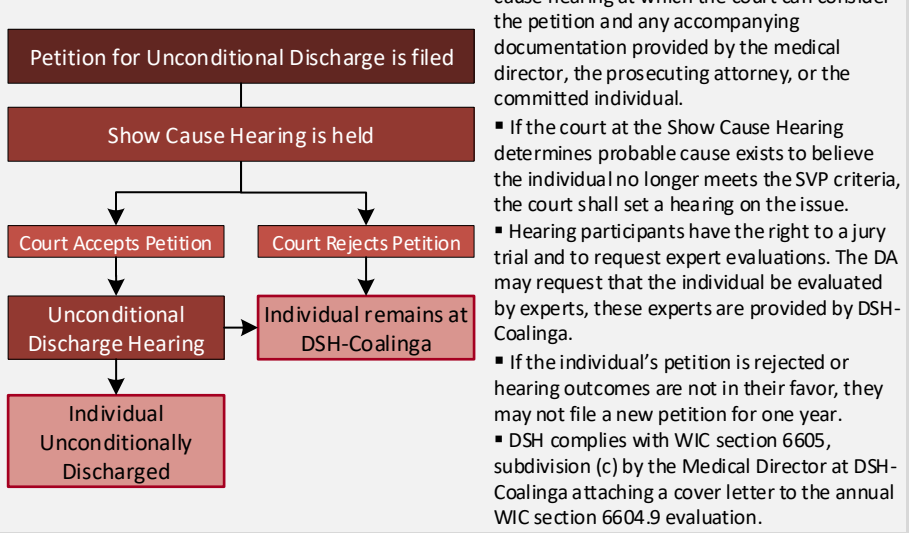 Petition for Unconditional Discharge is filed
Show Cause Hearing is held
Court Accepts Petition
Court Rejects Petition
Unconditional
Discharge Hearing
Individual remains at
DSH-Coalinga
Individual
Unconditionally
Discharged
cause hearing at which the court can consider
the petition and any accompanying
documentation provided by the medical
director, the prosecuting attorney, or the
committed individual.
▪ If the court at the Show Cause Hearing
determines probable cause exists to believe
the individual no longer meets the SVP criteria,
the court shall set a hearing on the issue.
▪ Hearing participants have the right to a jury
trial and to request expert evaluations. The DA
may request that the individual be evaluated
by experts, these experts are provided by DSH-
Coalinga.
▪ If the individual’s petition is rejected or
hearing outcomes are not in their favor, they
may not file a new petition for one year.
▪ DSH complies with WIC section 6605,
subdivision (c) by the Medical Director at DSH-
Coalinga attaching a cover letter to the annual
WIC section 6604.9 evaluation.